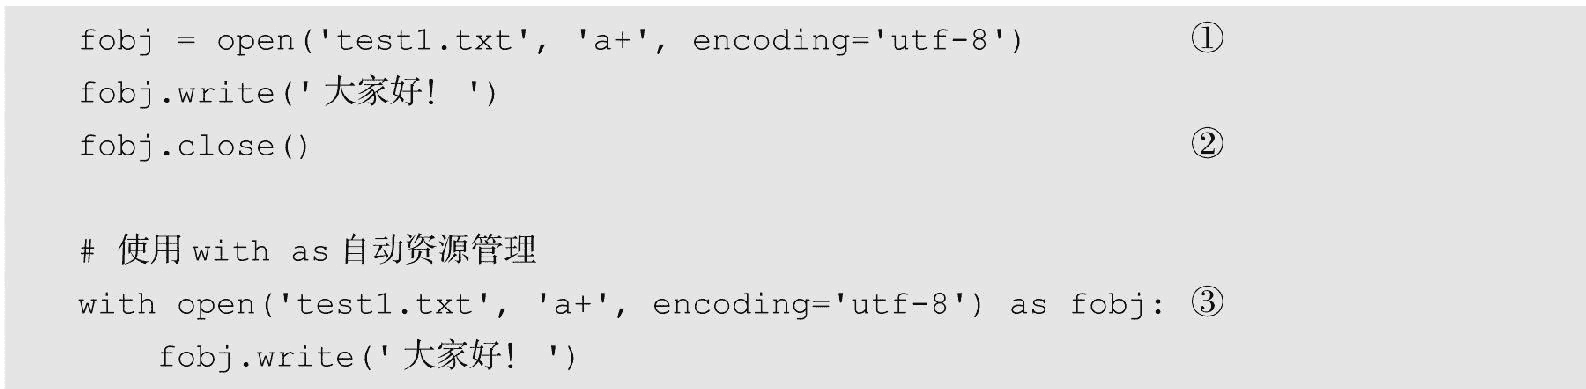 fobj = open('test1.txt', 'a+', encoding='utf-8') ①
fobj.write('大家好！')
fobj.close() ②
# 使用 with as 自动资源管理
with open('test1.txt', 'a+', encoding='utf-8') as fobj: ③
    fobj.write('大家好！')